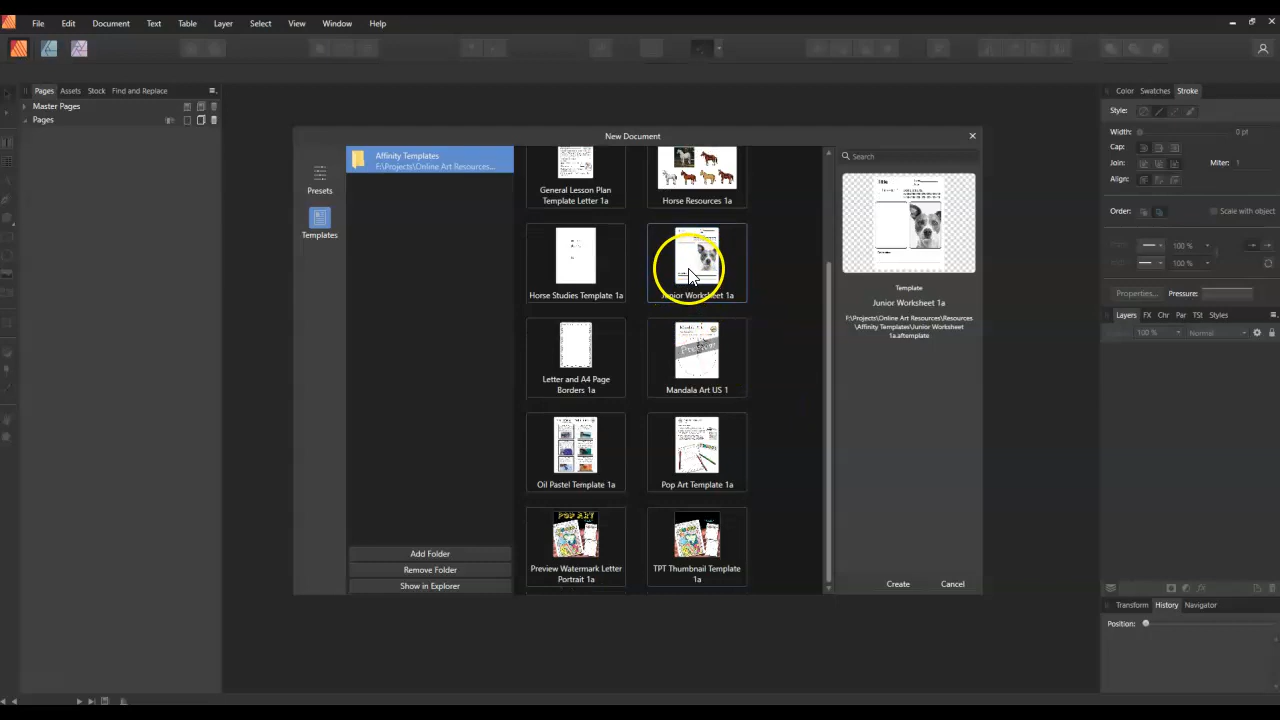 File Edit Document Text Table Layer Select View Window Help
Pages Assets Stock Find and Replace
Master Pages
Pages
New Document
Presets
Templates
Affinity Templates
F:\Projects\Online Art Resources...
General Lesson Plan
Template Letter 1a
Horse Resources 1a
Horse Studies Template 1a
Junior Worksheet 1a
Letter and A4 Page
Borders 1a
Mandala Art US 1
Oil Pastel Template 1a
Pop Art Template 1a
Preview Watermark Letter
Portrait 1a
TPT Thumbnail Template
1a
Add Folder
Remove Folder
Show in Explorer
Search
Title
Template
Junior Worksheet 1a
F:\Projects\Online Art Resources\Resources
\Affinity Templates\Junior Worksheet
1a.aftemplate
Create Cancel
Color Swatches Stroke
Style:
Width: 0 pt
Cap:
Join: Miter: 1
Align:
Order: Scale with object
100 %
100 %
Properties... Pressure:
Layers FX Chr Par TSt Styles
100 % Normal
Transform History Navigator
Position: